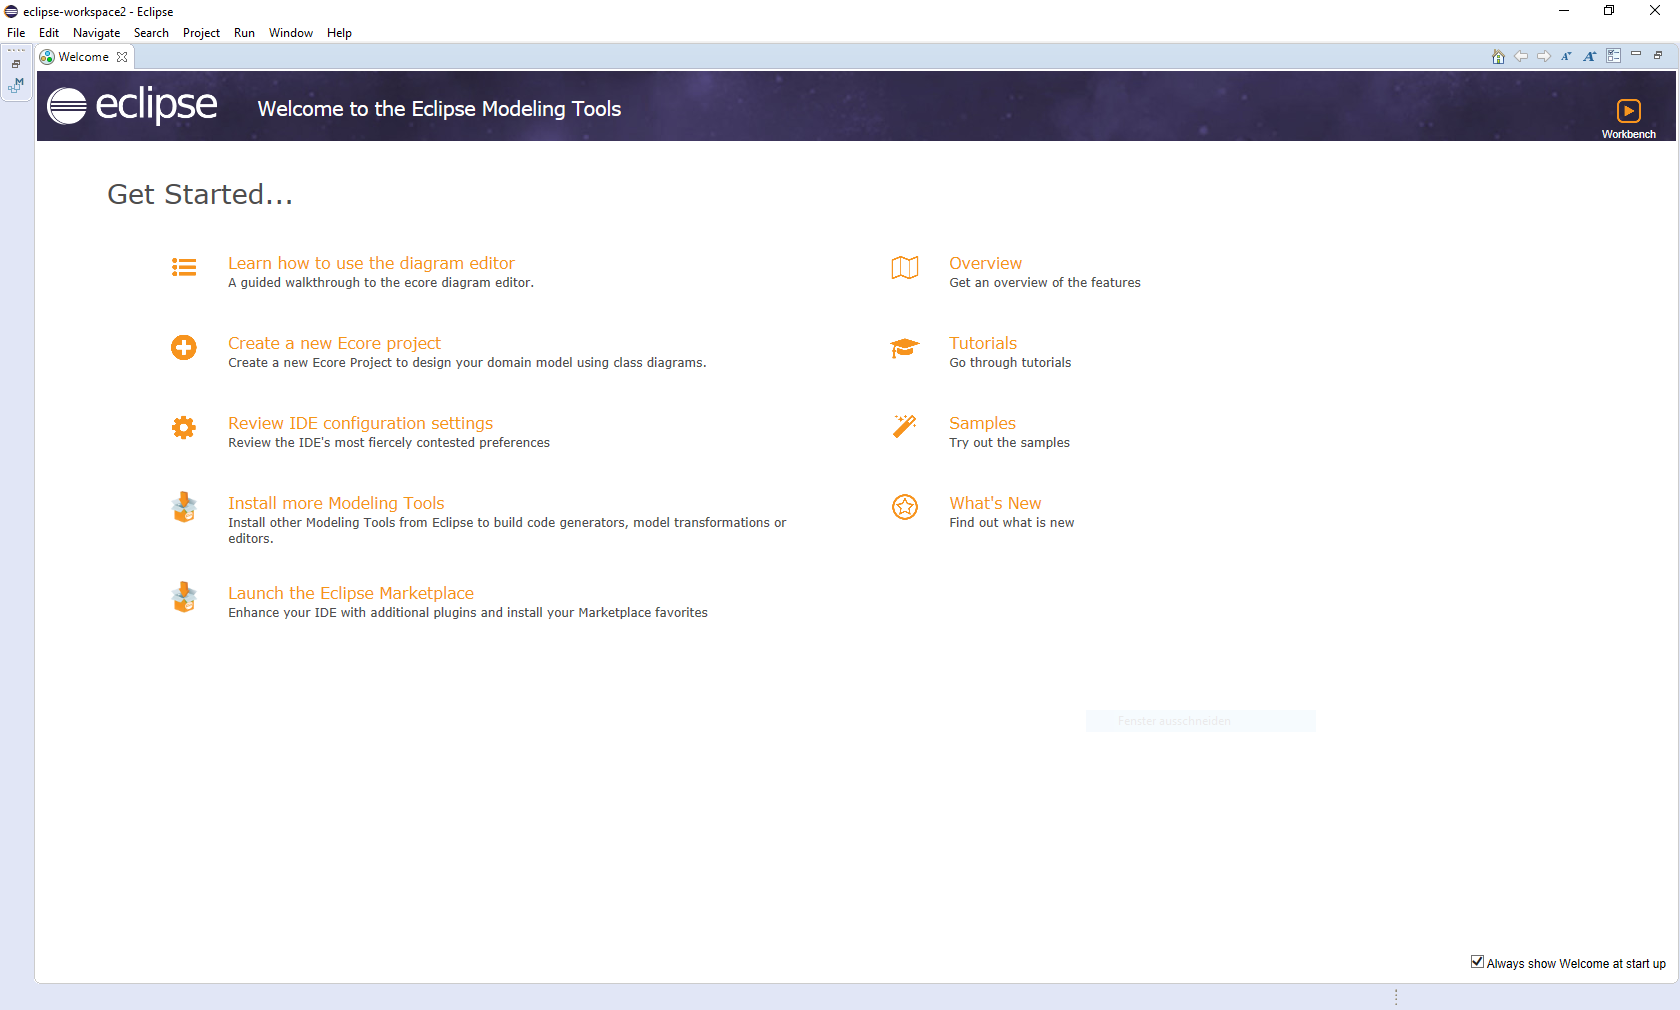 eclipse-workspace2 - Eclipse
File Edit Navigate Search Project Run Window Help
Welcome
eclipse Welcome to the Eclipse Modeling Tools
Workbench
Get Started...
Learn how to use the diagram editor
A guided walkthrough to the ecore diagram editor.
Create a new Ecore project
Create a new Ecore Project to design your domain model using class diagrams.
Review IDE configuration settings
Review the IDE's most fiercely contested preferences
Install more Modeling Tools
Install other Modeling Tools from Eclipse to build code generators, model transformations or
editors.
Launch the Eclipse Marketplace
Enhance your IDE with additional plugins and install your Marketplace favorites
Overview
Get an overview of the features
Tutorials
Go through tutorials
Samples
Try out the samples
What's New
Find out what is new
Fenster ausschneiden
Always show Welcome at start up